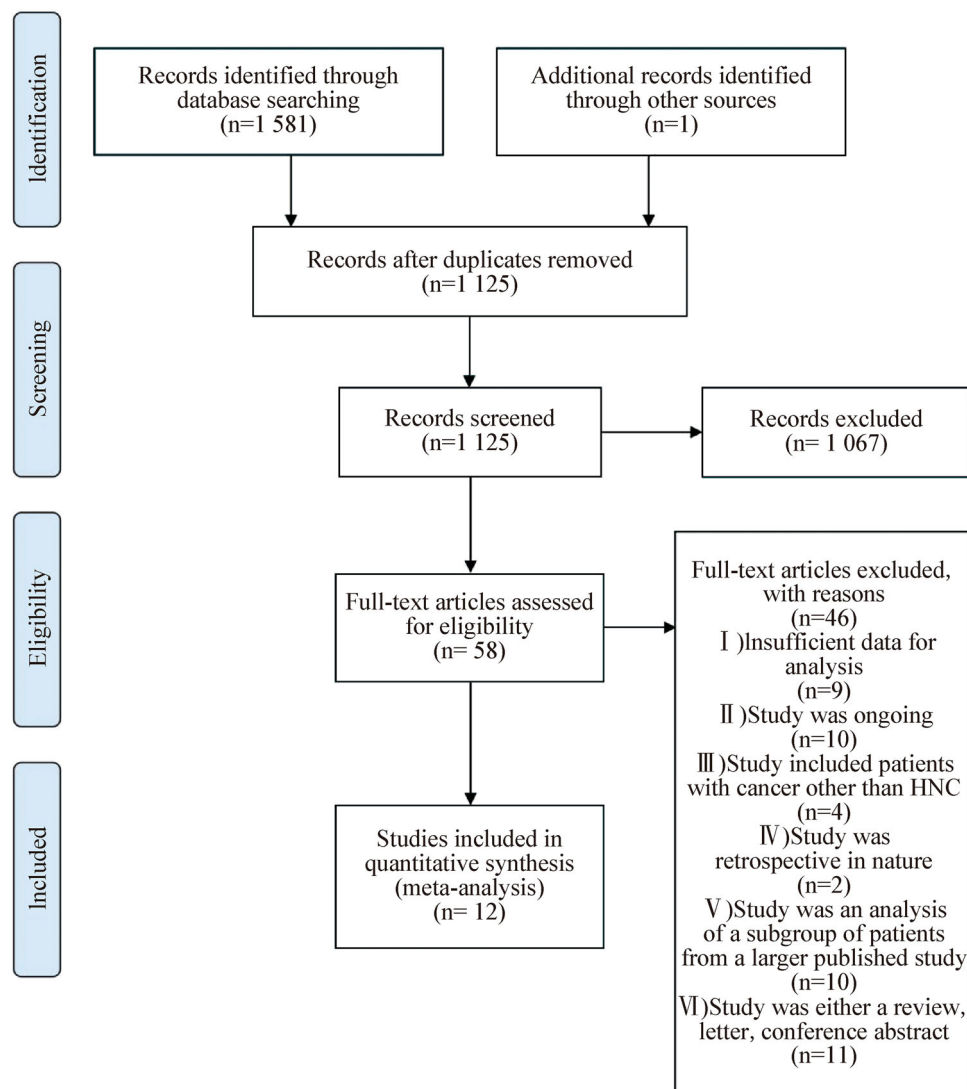 Identification
Records identified through
database searching
(n=1 581)
Additional records identified
through other sources
(n=1)
Records after duplicates removed
(n=1 125)
Screening
Records screened
(n=1 125)
Records excluded
(n= 1 067)
Eligibility
Full-text articles assessed
for eligibility
(n= 58)
Full-text articles excluded,
with reasons
(n=46)
Ⅰ)Insufficient data for
analysis
(n=9)
Ⅱ)Study was ongoing
(n=10)
Ⅲ)Study included patients
with cancer other than HNC
(n=4)
Ⅳ)Study was
retrospective in nature
(n=2)
Ⅴ)Study was an analysis
of a subgroup of patients
from a larger published study
(n=10)
Ⅵ)Study was either a review,
letter, conference abstract
(n=11)
Included
Studies included in
quantitative synthesis
(meta-analysis)
(n= 12)